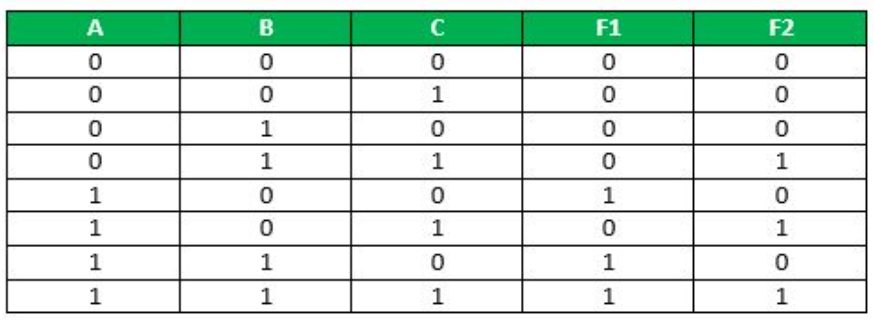 A B C F1 F2
0 0 0 0 0
0 0 1 0 0
0 1 0 0 0
0 1 1 0 1
1 0 0 1 0
1 0 1 0 1
1 1 0 1 0
1 1 1 1 1